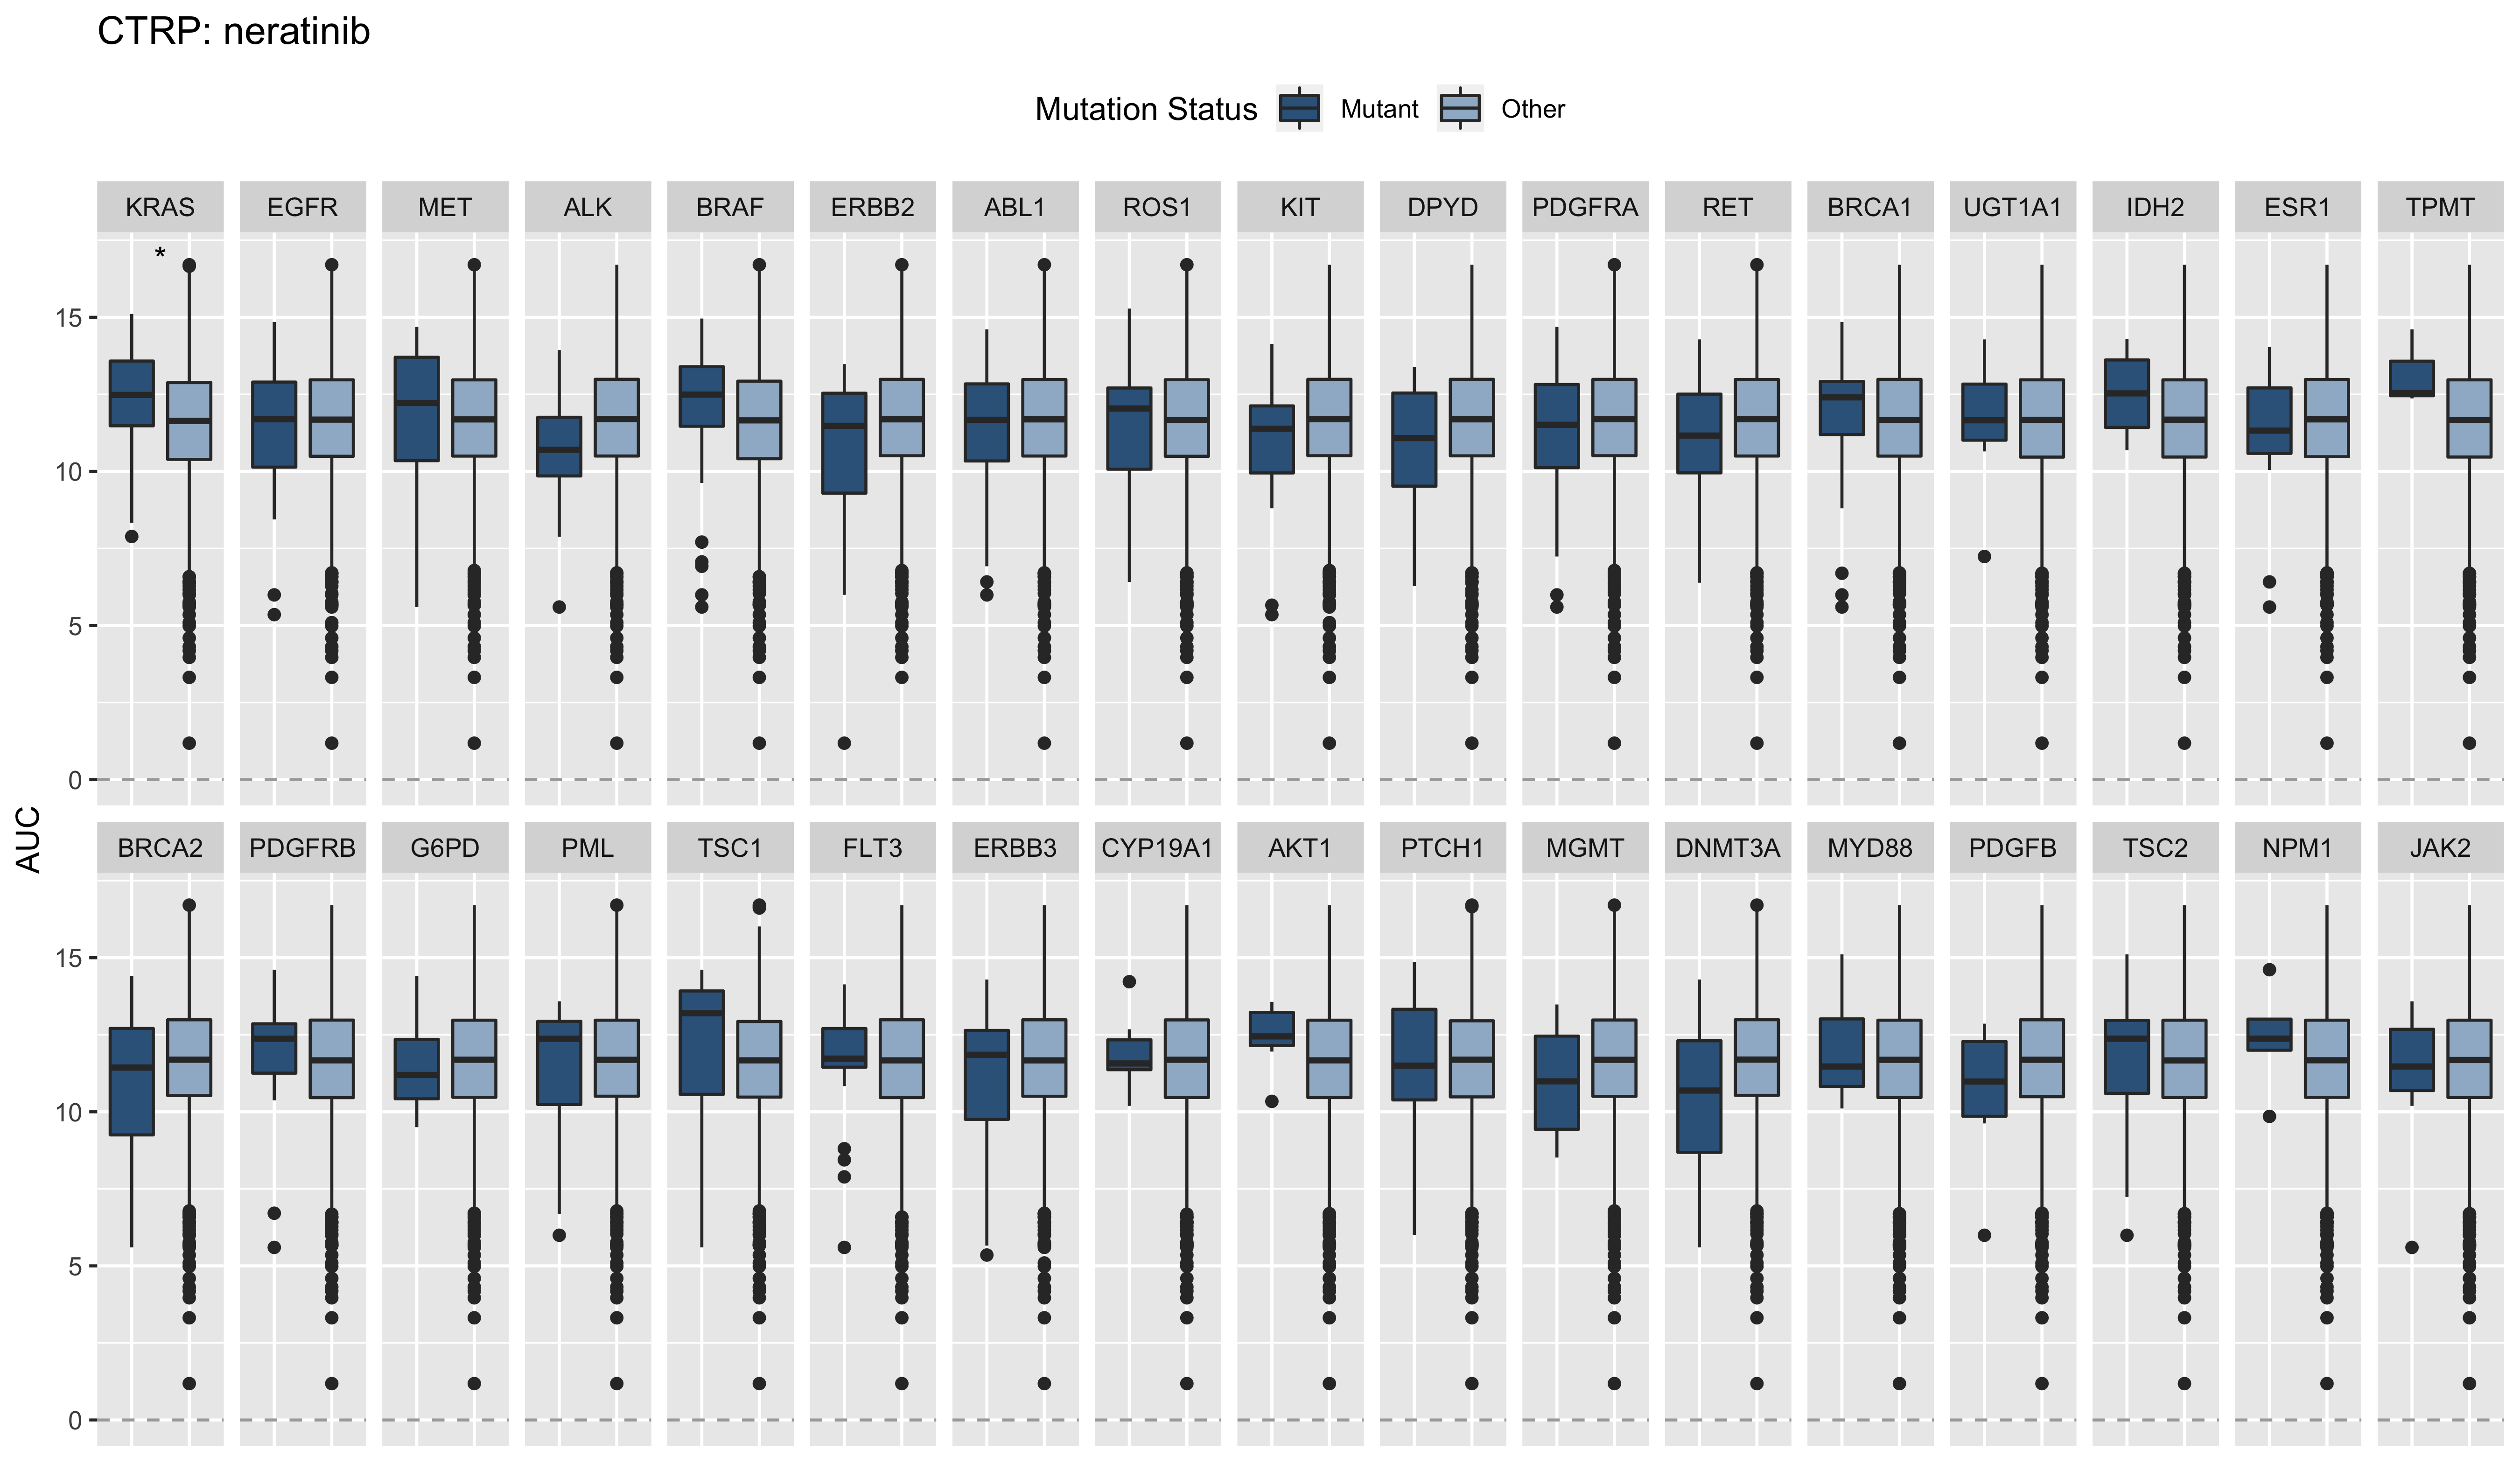 CTRP: neratinib
Mutation Status Mutant Other
KRAS EGFR MET ALK BRAF ERBB2 ABL1 ROS1 KIT DPYD PDGFRA RET BRCA1 UGT1A1 IDH2 ESR1 TPMT
*
15
10
5
0
AUC
BRCA2 PDGFRB G6PD PML TSC1 FLT3 ERBB3 CYP19A1 AKT1 PTCH1 MGMT DNMT3A MYD88 PDGFB TSC2 NPM1 JAK2
15
10
5
0